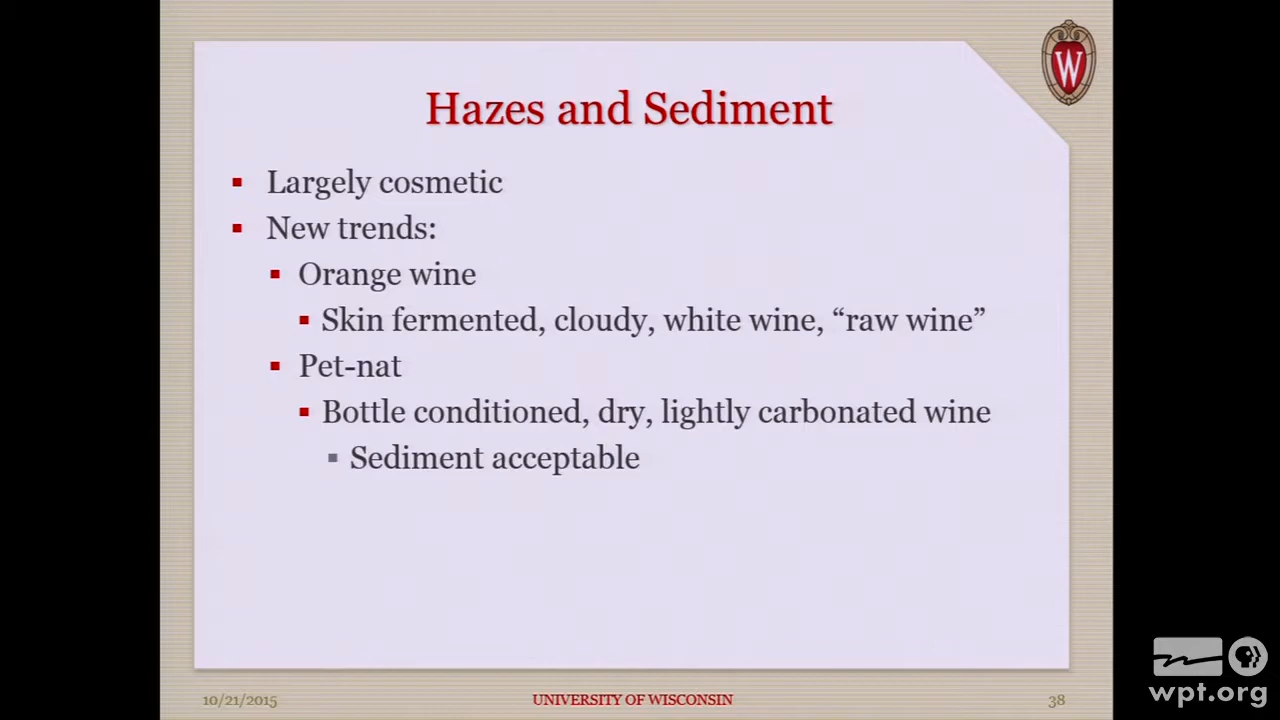 W
Hazes and Sediment
Largely cosmetic
New trends:
Orange wine
Skin fermented, cloudy, white wine, “raw wine”
Pet-nat
Bottle conditioned, dry, lightly carbonated wine
Sediment acceptable
10/21/2015
UNIVERSITY OF WISCONSIN
38
wpt.org